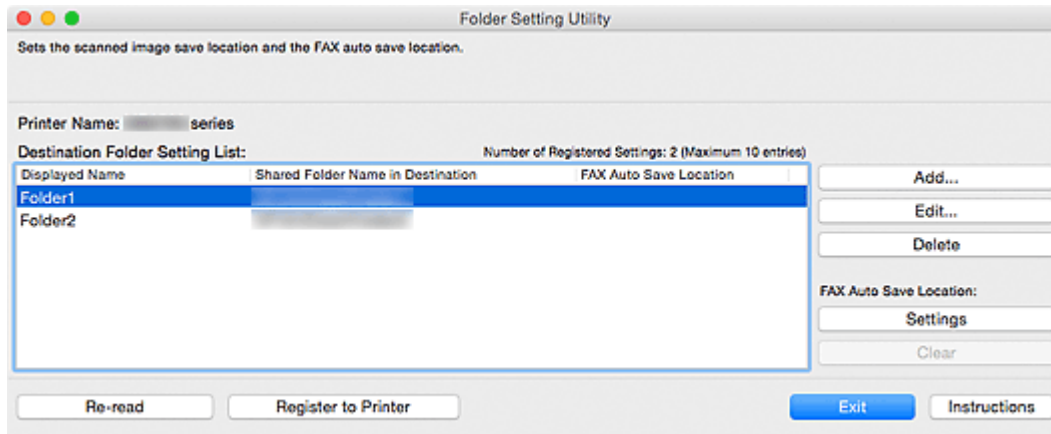 Folder Setting Utility
Sets the scanned image save location and the FAX auto save location.
Printer Name: series
Destination Folder Setting List: Number of Registered Settings: 2 (Maximum 10 entries)
Displayed Name Shared Folder Name in Destination FAX Auto Save Location
Folder1
Folder2
Add...
Edit...
Delete
FAX Auto Save Location:
Settings
Clear
Re-read Register to Printer Exit Instructions